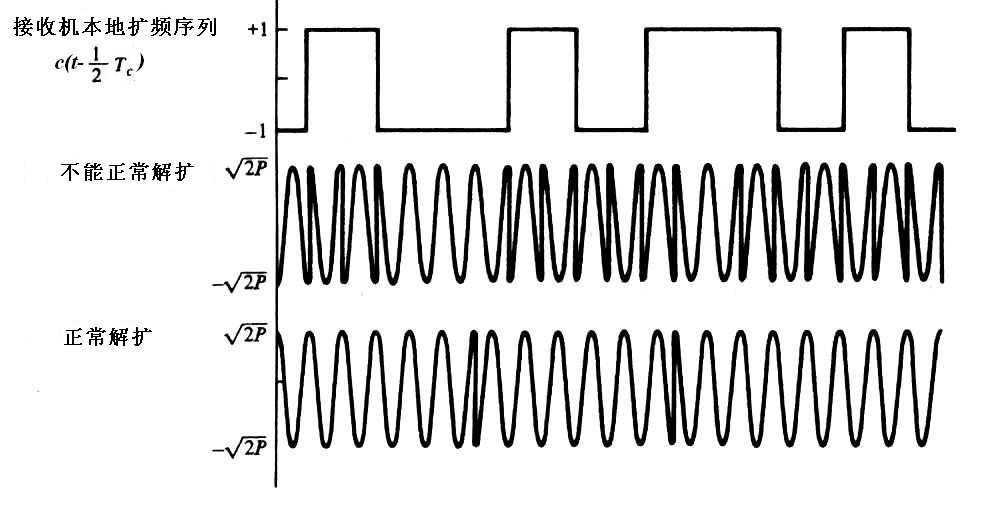 接收机本地扩频序列
c(t-1/2 Tc)
+1
-1
不能正常解扩
√2P
-√2P
正常解扩
√2P
-√2P